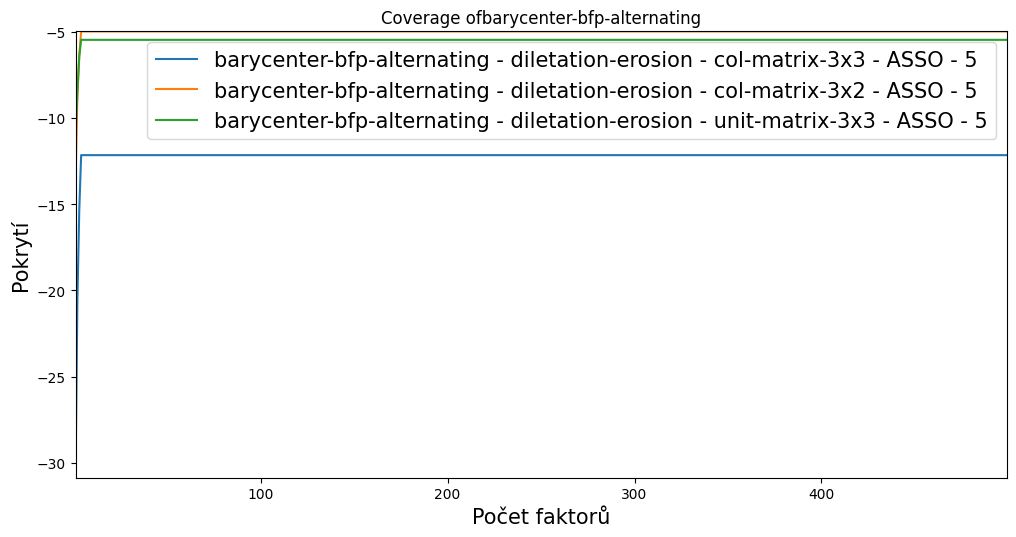 Coverage ofbarycenter-bfp-alternating
barycenter-bfp-alternating - diletation-erosion - col-matrix-3x3 - ASSO - 5
barycenter-bfp-alternating - diletation-erosion - col-matrix-3x2 - ASSO - 5
barycenter-bfp-alternating - diletation-erosion - unit-matrix-3x3 - ASSO - 5
Pokrytí
−5
−10
−15
−20
−25
−30
100 200 300 400
Počet faktorů